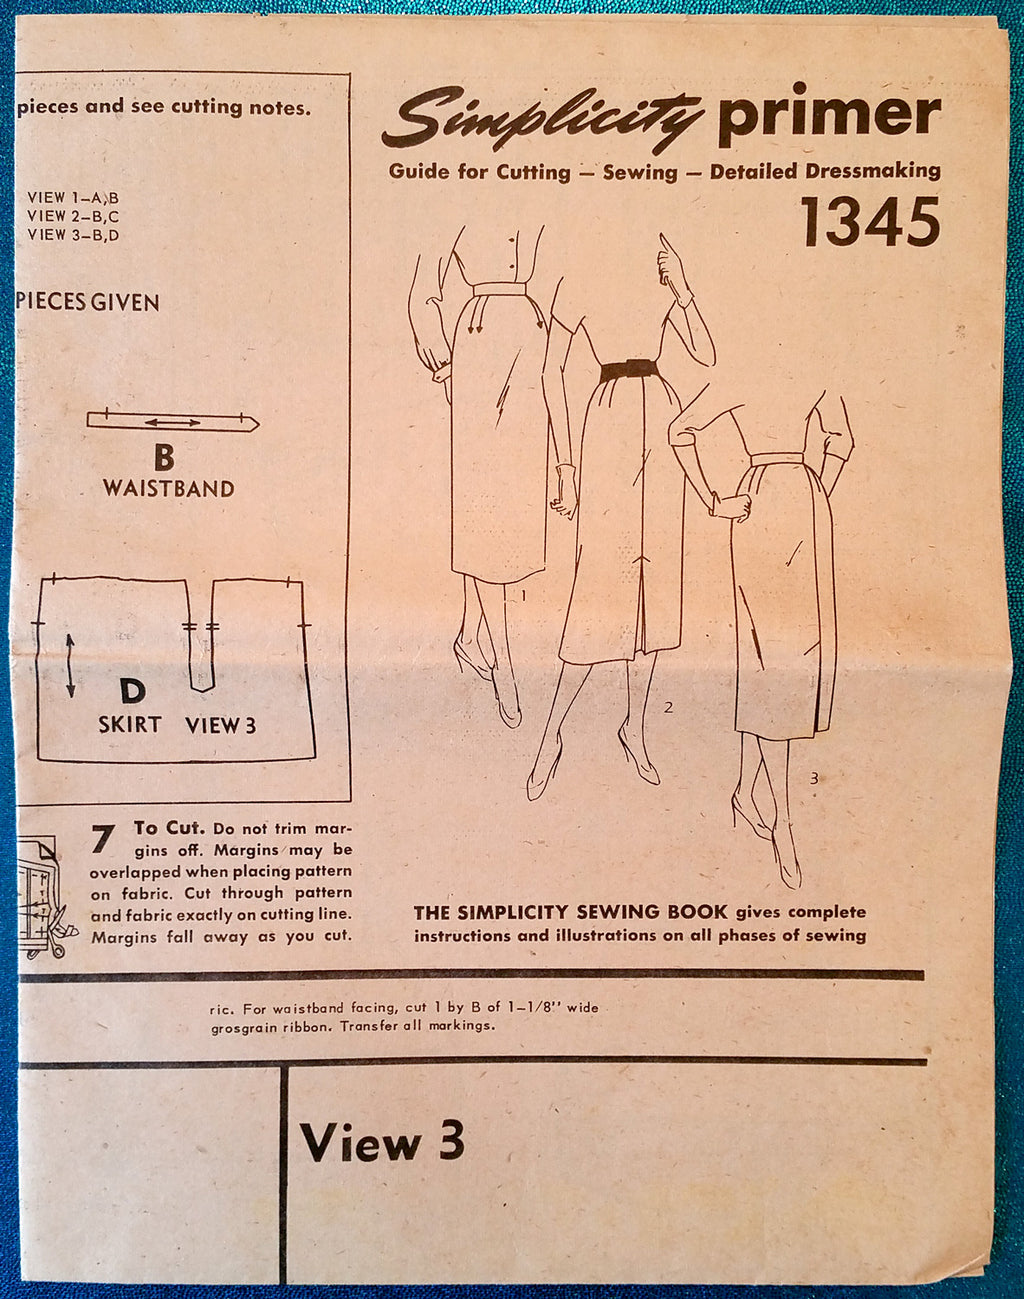 pieces and see cutting notes.
VIEW 1–A,B
VIEW 2–B,C
VIEW 3–B,D
PIECES GIVEN
B
WAISTBAND
D
SKIRT VIEW 3
7 To Cut. Do not trim mar-
gins off. Margins may be
overlapped when placing pattern
on fabric. Cut through pattern
and fabric exactly on cutting line.
Margins fall away as you cut.
Simplicity primer
Guide for Cutting – Sewing – Detailed Dressmaking
1345
1
2
3
THE SIMPLICITY SEWING BOOK gives complete
instructions and illustrations on all phases of sewing
ric. For waistband facing, cut 1 by B of 1–1/8" wide
grosgrain ribbon. Transfer all markings.
View 3